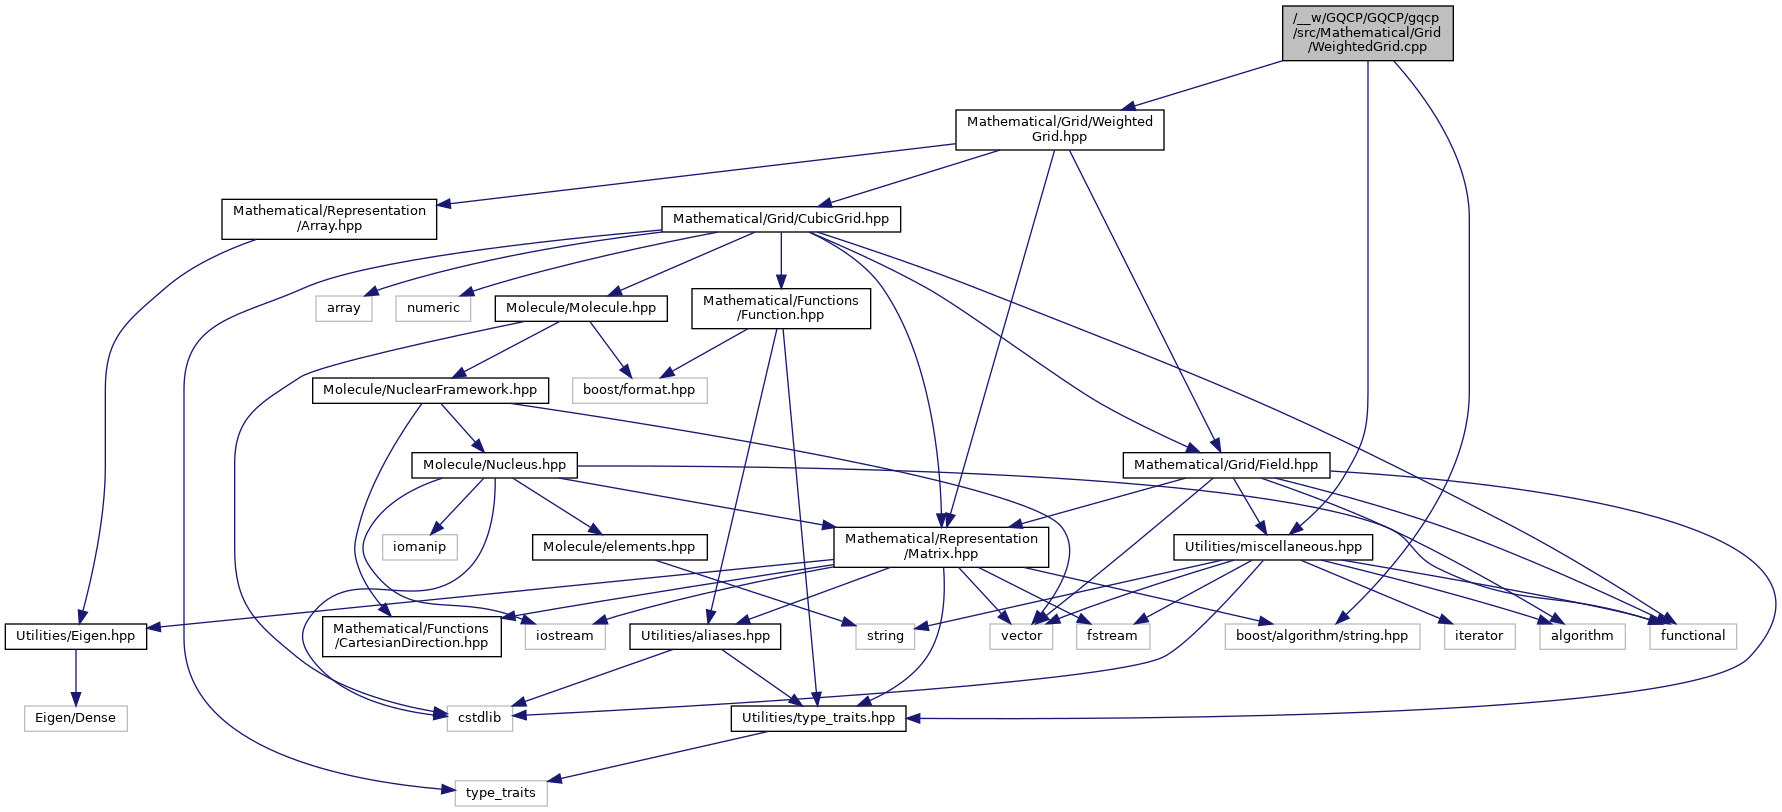 /__w/GQCP/GQCP/gqcp
/src/Mathematical/Grid
/WeightedGrid.cpp
Mathematical/Grid/Weighted
Grid.hpp
Mathematical/Representation
/Array.hpp
Mathematical/Grid/CubicGrid.hpp
array
numeric
Molecule/Molecule.hpp
Mathematical/Functions
/Function.hpp
Molecule/NuclearFramework.hpp
boost/format.hpp
Molecule/Nucleus.hpp
Mathematical/Grid/Field.hpp
iomanip
Molecule/elements.hpp
Mathematical/Representation
/Matrix.hpp
Utilities/miscellaneous.hpp
Utilities/Eigen.hpp
Mathematical/Functions
/CartesianDirection.hpp
iostream
Utilities/aliases.hpp
string
vector
fstream
boost/algorithm/string.hpp
iterator
algorithm
functional
Eigen/Dense
cstdlib
Utilities/type_traits.hpp
type_traits